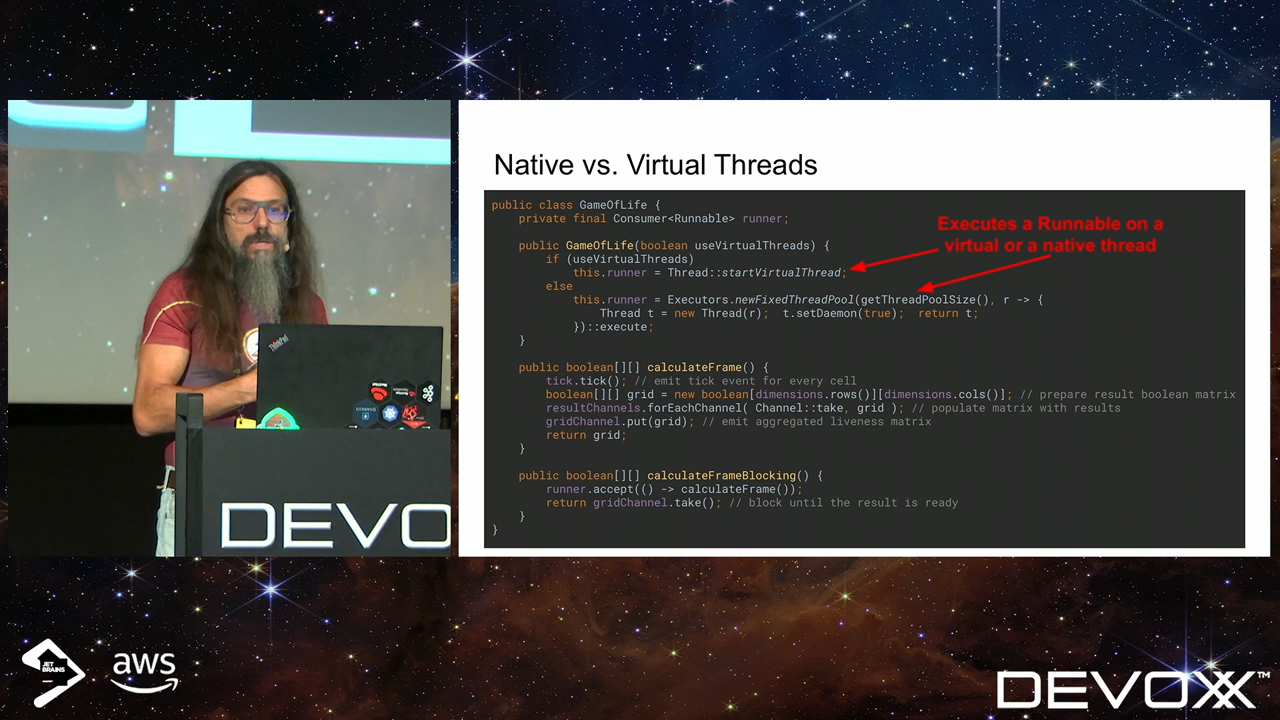 Native vs. Virtual Threads
public class GameOfLife {
private final Consumer<Runnable> runner;
Executes a Runnable on a
virtual or a native thread
public GameOfLife(boolean useVirtualThreads) {
if (useVirtualThreads)
this.runner = Thread::startVirtualThread;
else
this.runner = Executors.newFixedThreadPool(getThreadPoolSize(), r -> {
Thread t = new Thread(r);  t.setDaemon(true);  return t;
})::execute;
}
public boolean[][] calculateFrame() {
tick.tick(); // emit tick event for every cell
boolean[][] grid = new boolean[dimensions.rows()][dimensions.cols()]; // prepare result boolean matrix
resultChannels.forEachChannel( Channel::take, grid ); // populate matrix with results
gridChannel.put(grid); // emit aggregated liveness matrix
return grid;
}
public boolean[][] calculateFrameBlocking() {
runner.accept(() -> calculateFrame());
return gridChannel.take(); // block until the result is ready
}
}
ThinkPad
DEVO
JET
BRAINS
aws
DEVOXX™